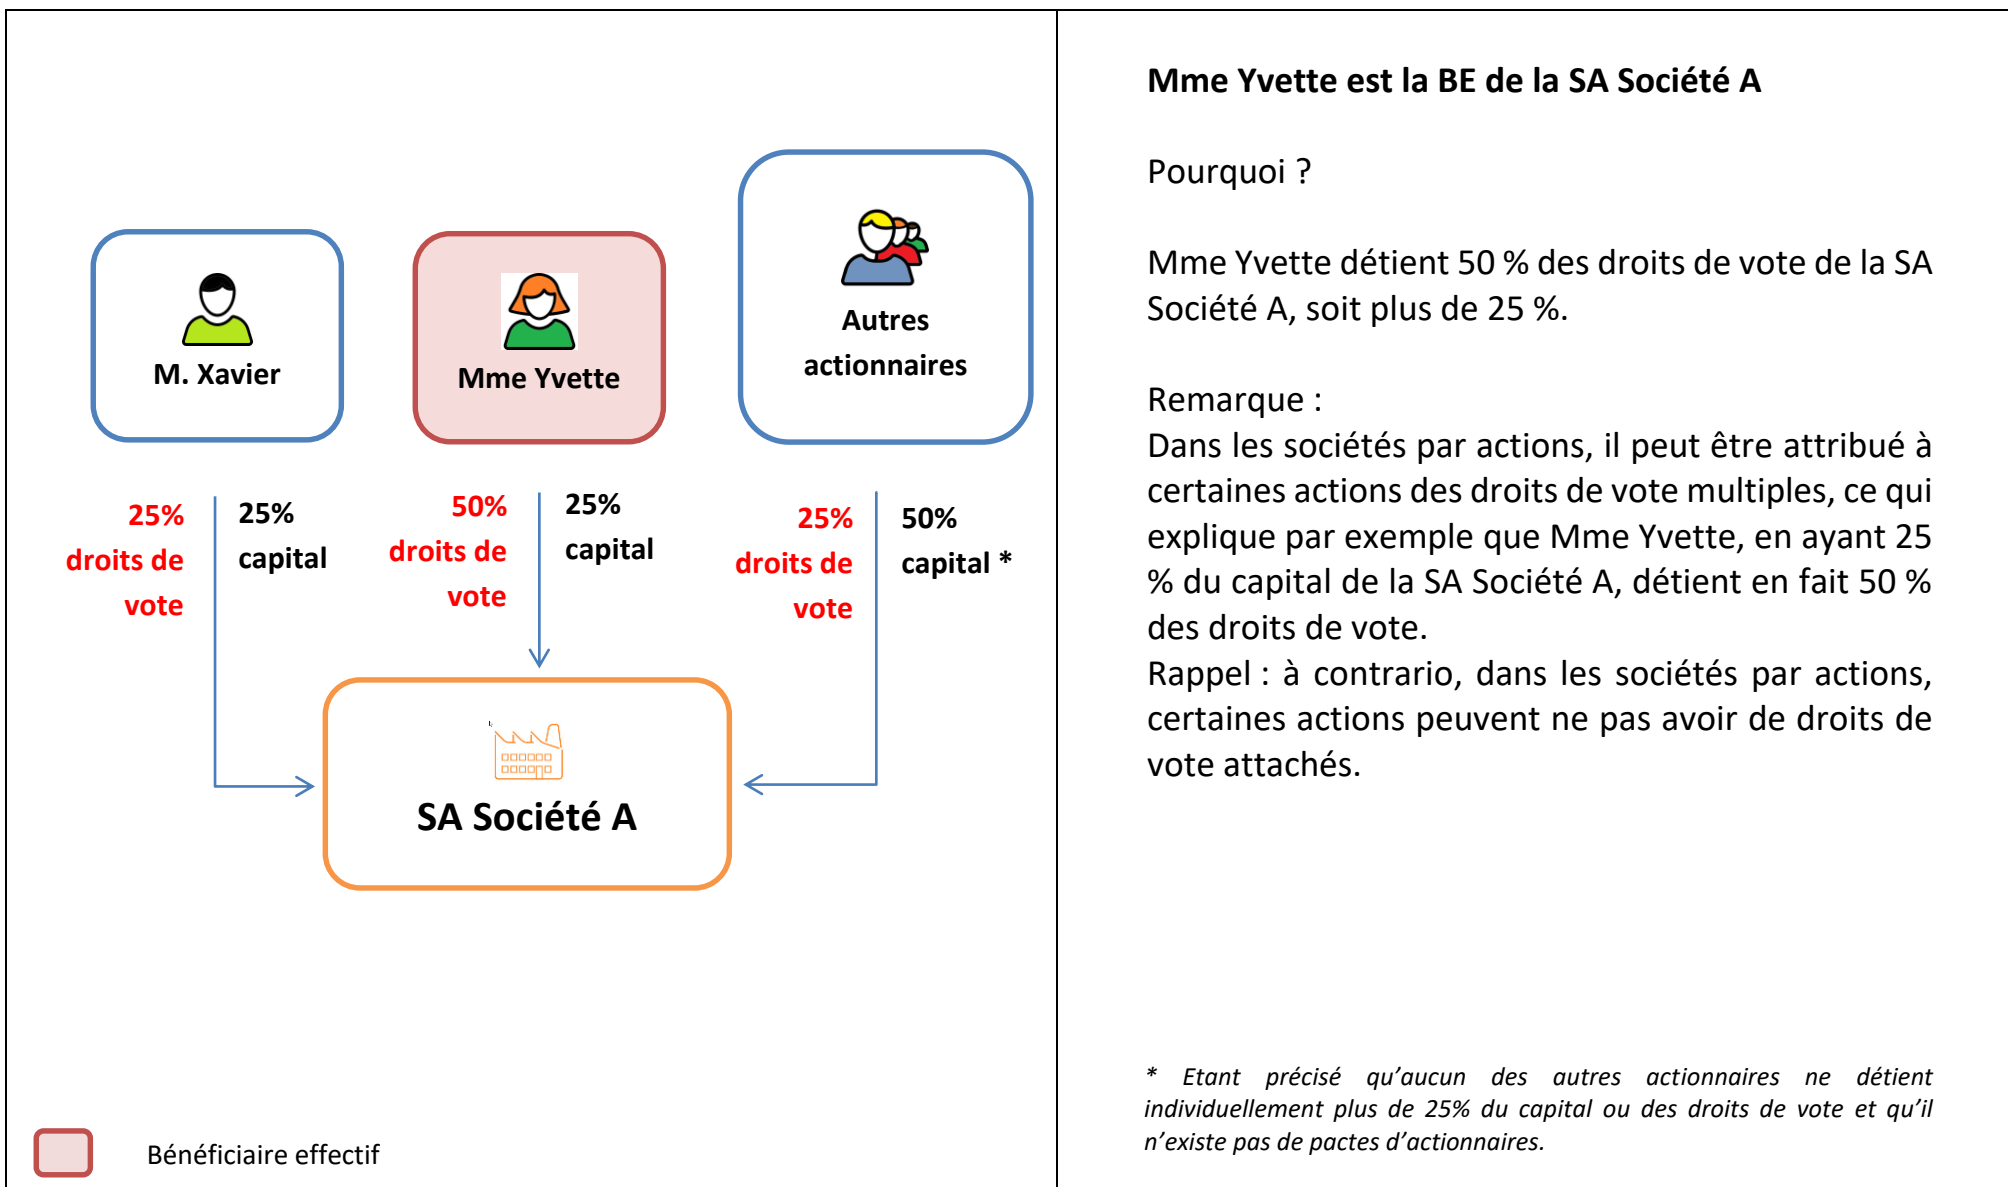 M. Xavier
Mme Yvette
Autres
actionnaires
25%
droits de
vote
25%
capital
50%
droits de
vote
25%
capital
25%
droits de
vote
50%
capital *
SA Société A
Bénéficiaire effectif
Mme Yvette est la BE de la SA Société A
Pourquoi ?
Mme Yvette détient 50 % des droits de vote de la SA
Société A, soit plus de 25 %.
Remarque :
Dans les sociétés par actions, il peut être attribué à
certaines actions des droits de vote multiples, ce qui
explique par exemple que Mme Yvette, en ayant 25
% du capital de la SA Société A, détient en fait 50 %
des droits de vote.
Rappel : à contrario, dans les sociétés par actions,
certaines actions peuvent ne pas avoir de droits de
vote attachés.
* Etant précisé qu’aucun des autres actionnaires ne détient
individuellement plus de 25% du capital ou des droits de vote et qu’il
n’existe pas de pactes d’actionnaires.